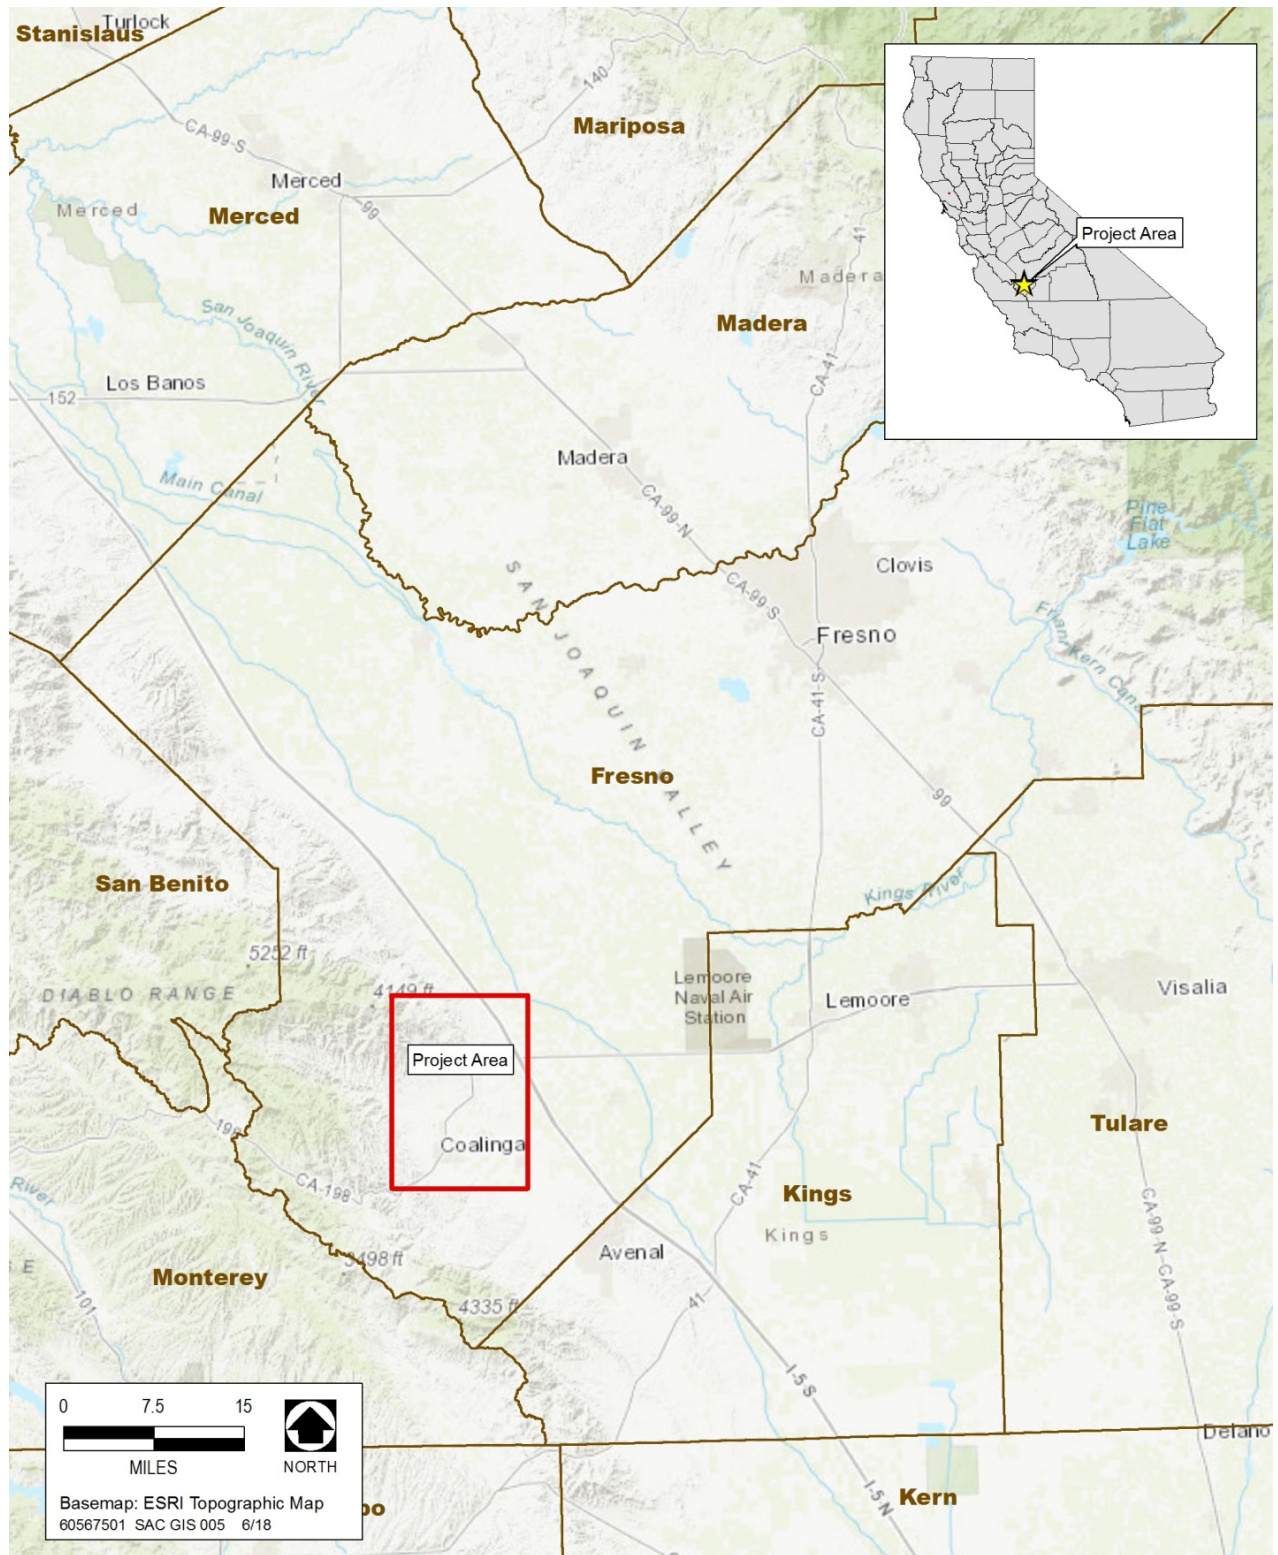 Turlock
Stanislaus
140
Mariposa
CA-99-S
Merced
99
Merced
Merced
41
Project Area
Madera
Madera
San Joaquin River
CA-41
Los Banos
152
Main Canal
Madera
CA-99-N
Pine
Flat
Lake
Clovis
CA-99-S
Fresno
Friant Kern Canal
SAN JOAQUIN VALLEY
CA-41-S
Fresno
99
San Benito
Kings River
5252 ft
DIABLO RANGE
4149 ft
Lemoore
Naval Air
Station
Lemoore
Visalia
Project Area
198
Coalinga
Tulare
CA-198
River
CA-41
Kings
Kings
CA-99-N-CA-99-S
Avenal
3498 ft
E
Monterey
101
4335 ft
41
I-5 S
0 7.5 15
MILES
NORTH
Delano
I-5 N
Kern
Basemap: ESRI Topographic Map
60567501 SAC GIS 005 6/18
po